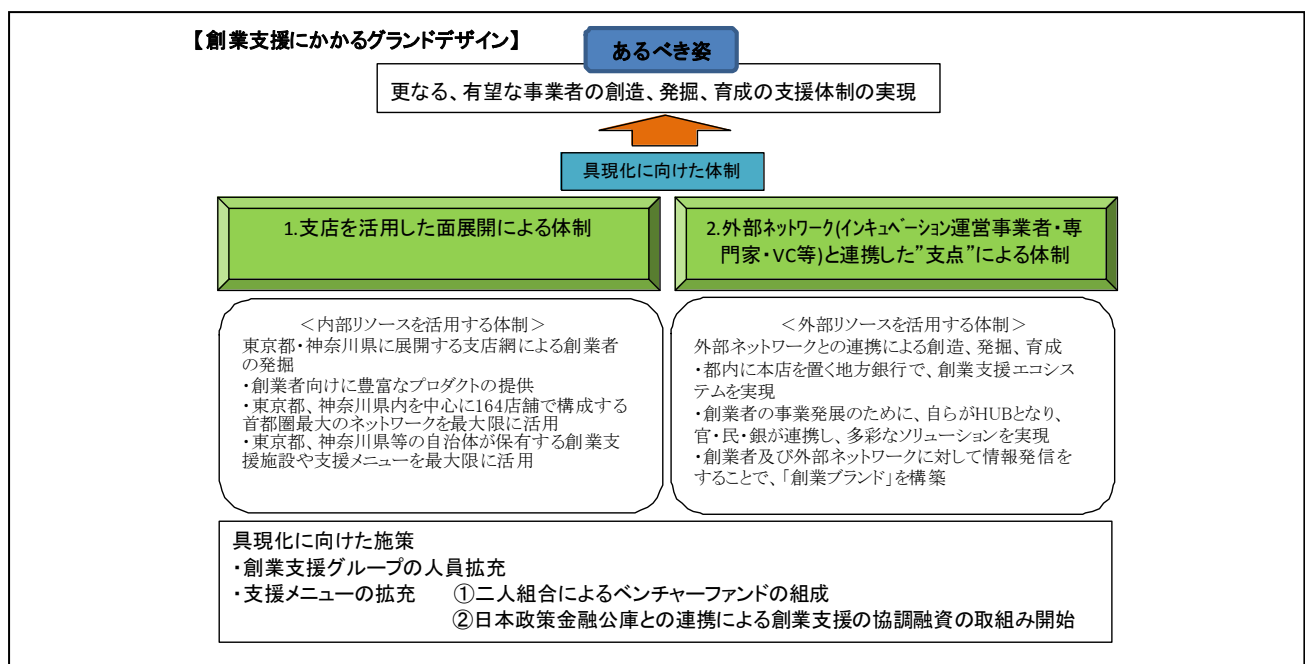 【創業支援にかかるグランドデザイン】
あるべき姿
更なる、有望な事業者の創造、発掘、育成の支援体制の実現
具現化に向けた体制
1.支店を活用した面展開による体制
2.外部ネットワーク(インキュベーション運営事業者・専
門家・VC等)と連携した”支点”による体制
＜内部リソースを活用する体制＞
東京都・神奈川県に展開する支店網による創業者
の発掘
・創業者向けに豊富なプロダクトの提供
・東京都、神奈川県内を中心に164店舗で構成する
首都圏最大のネットワークを最大限に活用
・東京都、神奈川県等の自治体が保有する創業支
援施設や支援メニューを最大限に活用
＜外部リソースを活用する体制＞
外部ネットワークとの連携による創造、発掘、育成
・都内に本店を置く地方銀行で、創業支援エコシス
テムを実現
・創業者の事業発展のために、自らがHUBとなり、
官・民・銀が連携し、多彩なソリューションを実現
・創業者及び外部ネットワークに対して情報発信を
することで、「創業ブランド」を構築
具現化に向けた施策
・創業支援グループの人員拡充
・支援メニューの拡充　①二人組合によるベンチャーファンドの組成
②日本政策金融公庫との連携による創業支援の協調融資の取組み開始